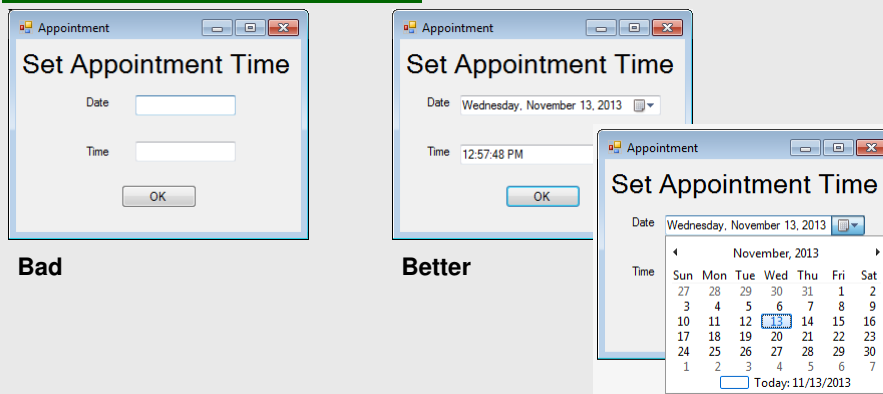 Appointment
Set Appointment Time
Date
Time
OK
Bad
Appointment
Set Appointment Time
Date Wednesday, November 13, 2013
Time 12:57:48 PM
OK
Better
Appointment
Set Appointment Time
Date Wednesday, November 13, 2013
Time
November, 2013
Sun Mon Tue Wed Thu Fri Sat
27 28 29 30 31 1 2
3 4 5 6 7 8 9
10 11 12 13 14 15 16
17 18 19 20 21 22 23
24 25 26 27 28 29 30
1 2 3 4 5 6 7
Today: 11/13/2013